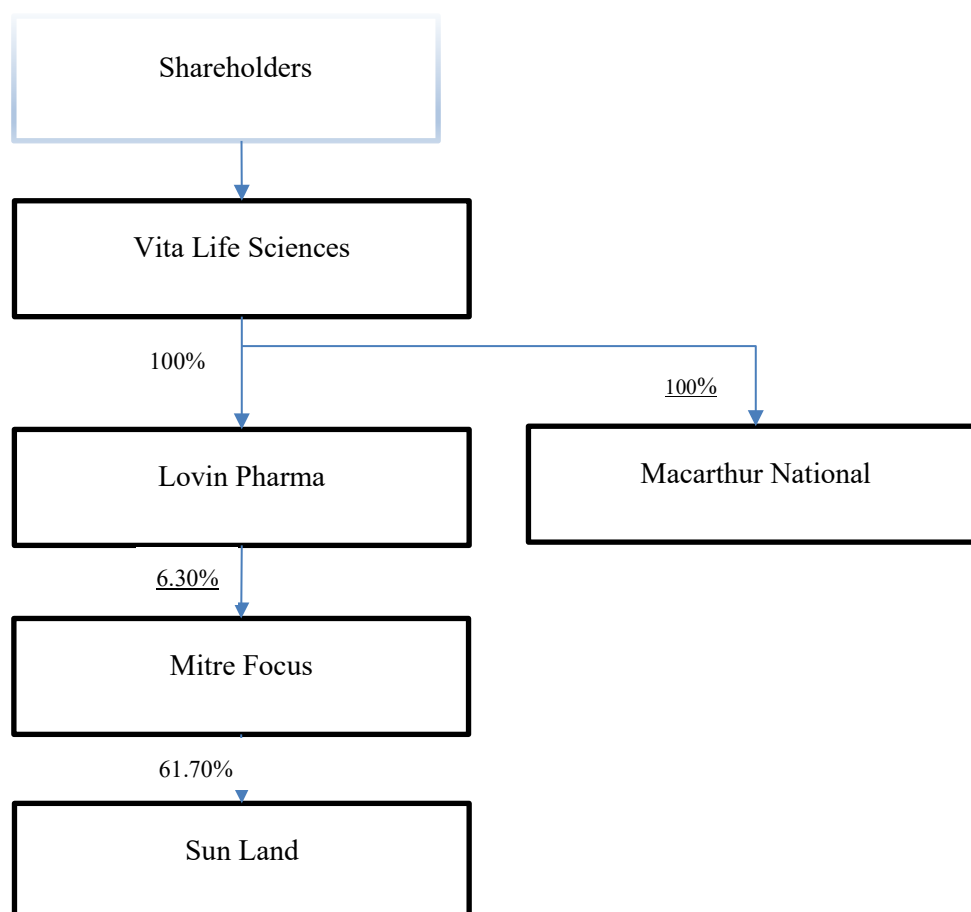 Shareholders
Vita Life Sciences
100%
100%
Lovin Pharma
Macarthur National
6.30%
Mitre Focus
61.70%
Sun Land